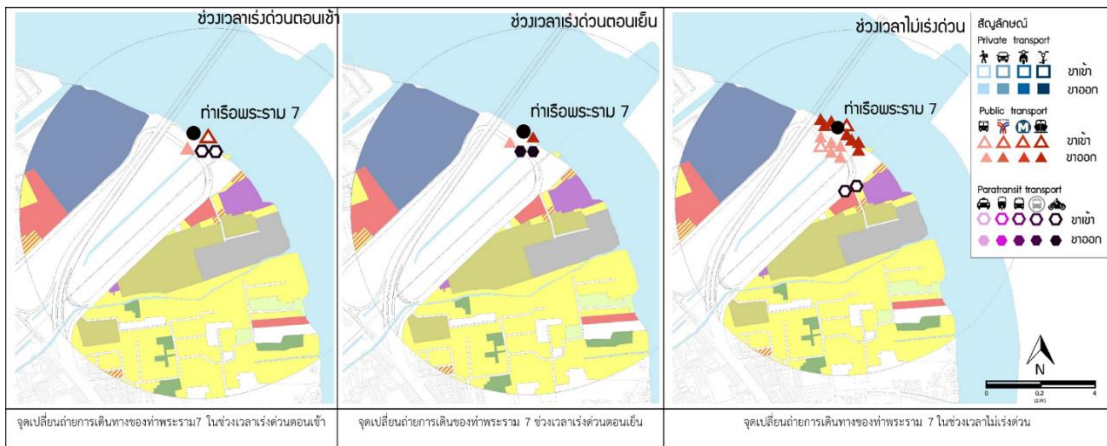 ช่วงเวลาเร่งด่วนตอนเช้า
ท่าเรือพระราม 7
จุดเปลี่ยนถ่ายการเดินทางของท่าพระราม7 ในช่วงเวลาเร่งด่วนตอนเช้า
ช่วงเวลาเร่งด่วนตอนเย็น
ท่าเรือพระราม 7
จุดเปลี่ยนถ่ายการเดินของท่าพระราม 7 ช่วงเวลาเร่งด่วนตอนเย็น
ช่วงเวลาไม่เร่งด่วน
ท่าเรือพระราม 7
จุดเปลี่ยนถ่ายการเดินทางของท่าพระราม 7 ในช่วงเวลาไม่เร่งด่วน
สัญลักษณ์
Private transport
ขาเข้า
ขาออก
Public transport
M
ขาเข้า
ขาออก
Paratransit transport
ขาเข้า
ขาออก
N
0 0.2 4